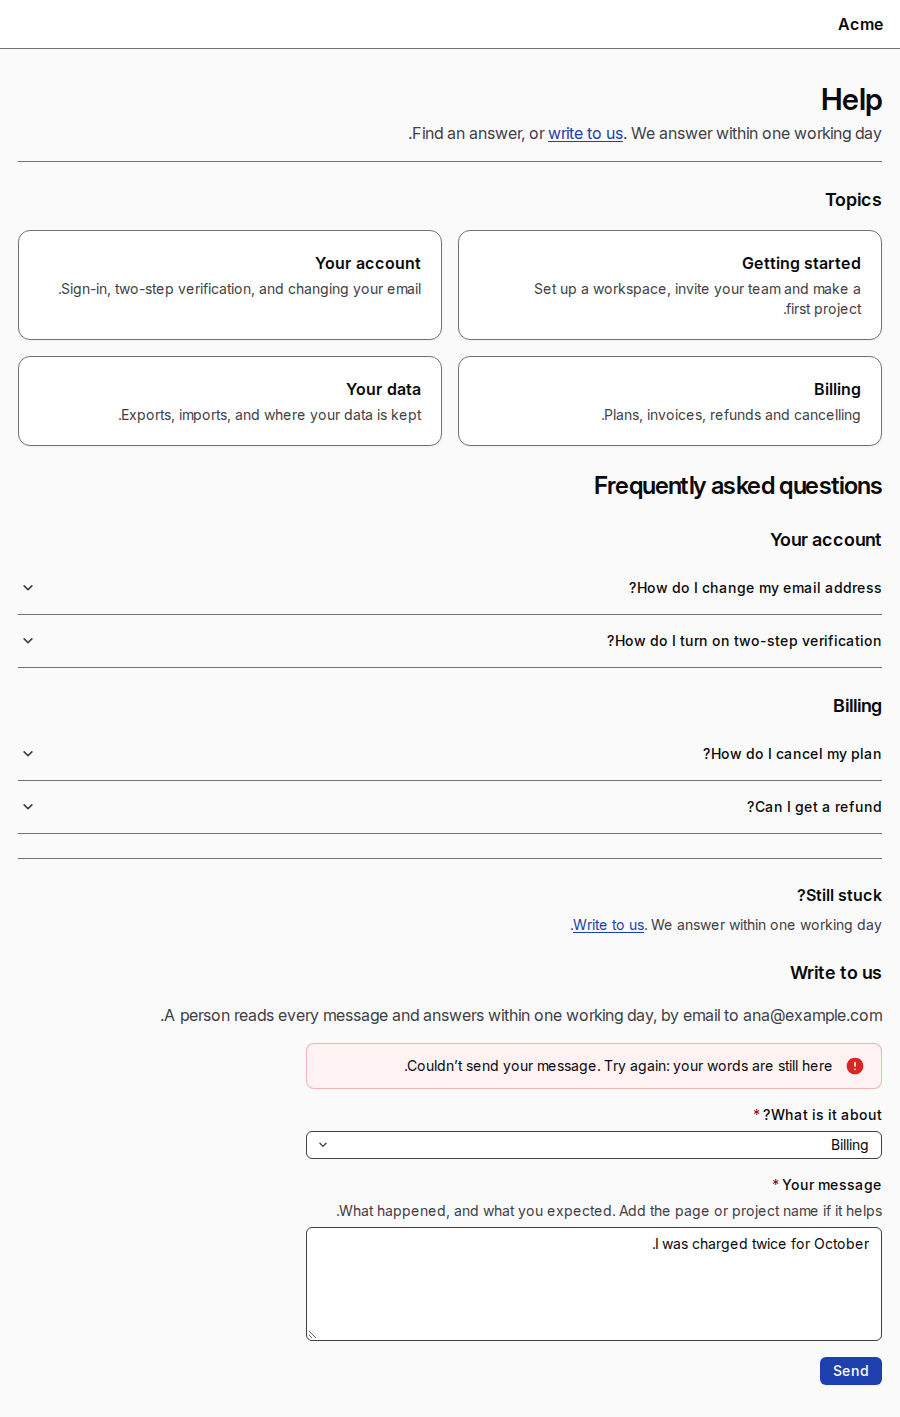 Acme
Help
Find an answer, or write to us. We answer within one working day.
Topics
Getting started
Set up a workspace, invite your team and make a
first project.
Your account
Sign-in, two-step verification, and changing your email.
Billing
Plans, invoices, refunds and cancelling.
Your data
Exports, imports, and where your data is kept.
Frequently asked questions
Your account
How do I change my email address?
How do I turn on two-step verification?
Billing
How do I cancel my plan?
Can I get a refund?
Still stuck?
Write to us. We answer within one working day.
Write to us
A person reads every message and answers within one working day, by email to ana@example.com.
Couldn’t send your message. Try again: your words are still here.
What is it about? *
Billing
Your message *
What happened, and what you expected. Add the page or project name if it helps.
I was charged twice for October.
Send